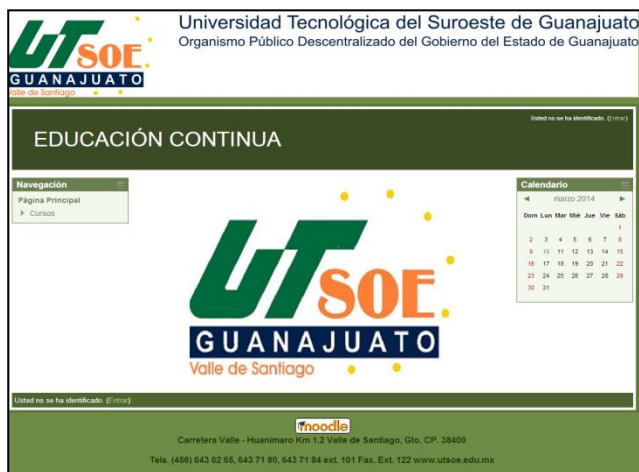 UTSOE
GUANAJUATO
Valle de Santiago
Universidad Tecnológica del Suroeste de Guanajuato
Organismo Público Descentralizado del Gobierno del Estado de Guanajuato
Usted no se ha identificado. (Entrar)
EDUCACIÓN CONTINUA
Navegación
Página Principal
Cursos
UTSOE
GUANAJUATO
Valle de Santiago
Calendario
◄ marzo 2014 ►
Dom Lun Mar Mié Jue Vie Sáb
1
2 3 4 5 6 7 8
9 10 11 12 13 14 15
16 17 18 19 20 21 22
23 24 25 26 27 28 29
30 31
Usted no se ha identificado. (Entrar)
moodle
Carretera Valle - Huanímaro Km 1.2 Valle de Santiago, Gto. CP. 38400
Tels. (456) 643 62 65, 643 71 80, 643 71 84 ext. 101 Fax. Ext. 122 www.utsoe.edu.mx